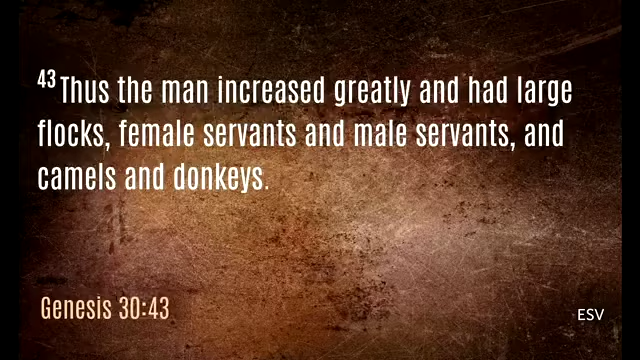 43 Thus the man increased greatly and had large
flocks, female servants and male servants, and
camels and donkeys.
Genesis 30:43
ESV